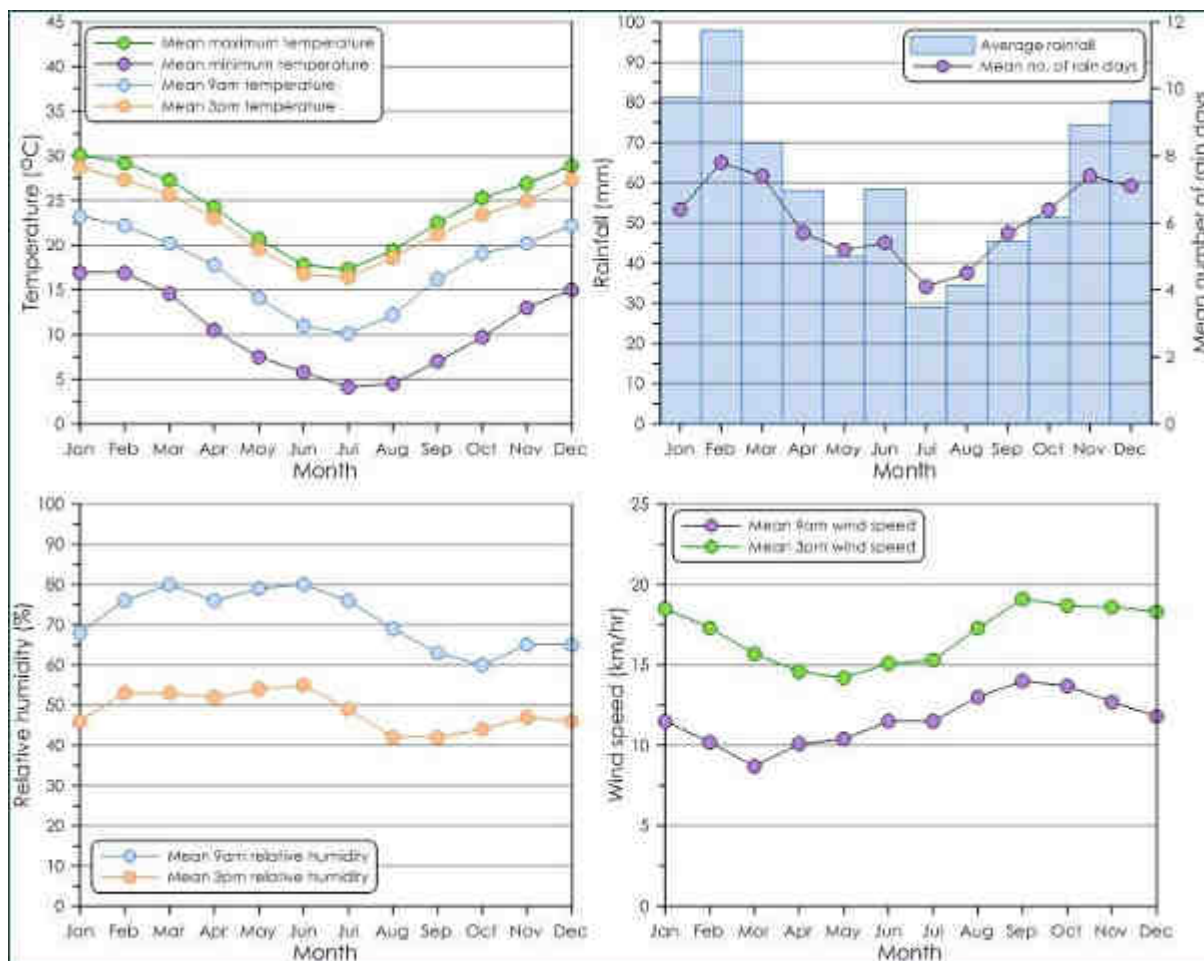 45
40
35
30
25
20
15
10
5
0
Temperature (°C)
Mean maximum temperature
Mean minimum temperature
Mean 9am temperature
Mean 3pm temperature
Jan Feb Mar Apr May Jun Jul Aug Sep Oct Nov Dec
Month
100
90
80
70
60
50
40
30
20
10
0
Rainfall (mm)
Average rainfall
Mean no. of rain days
12
10
8
6
4
2
0
Mean number of rain days
Jan Feb Mar Apr May Jun Jul Aug Sep Oct Nov Dec
Month
100
90
80
70
60
50
40
30
20
10
0
Relative humidity (%)
Mean 9am relative humidity
Mean 3pm relative humidity
Jan Feb Mar Apr May Jun Jul Aug Sep Oct Nov Dec
Month
25
20
15
10
5
0
Wind speed (km/hr)
Mean 9am wind speed
Mean 3pm wind speed
Jan Feb Mar Apr May Jun Jul Aug Sep Oct Nov Dec
Month